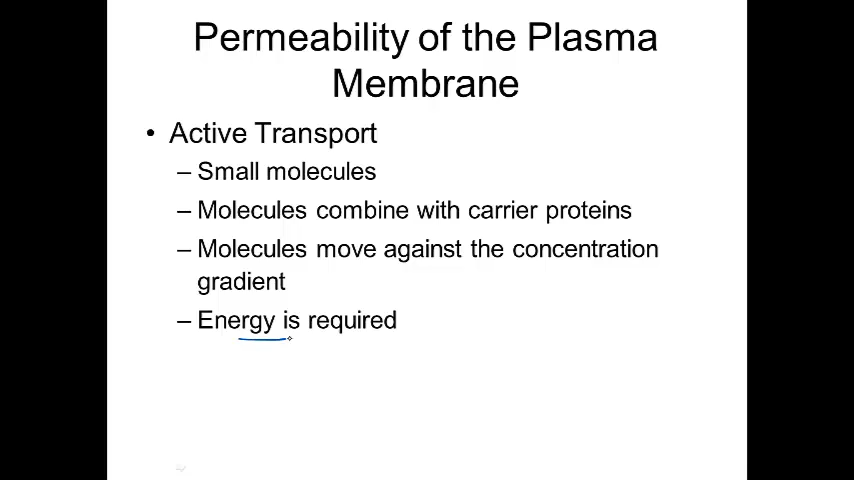 Permeability of the Plasma
Membrane
• Active Transport
– Small molecules
– Molecules combine with carrier proteins
– Molecules move against the concentration
gradient
– Energy is required